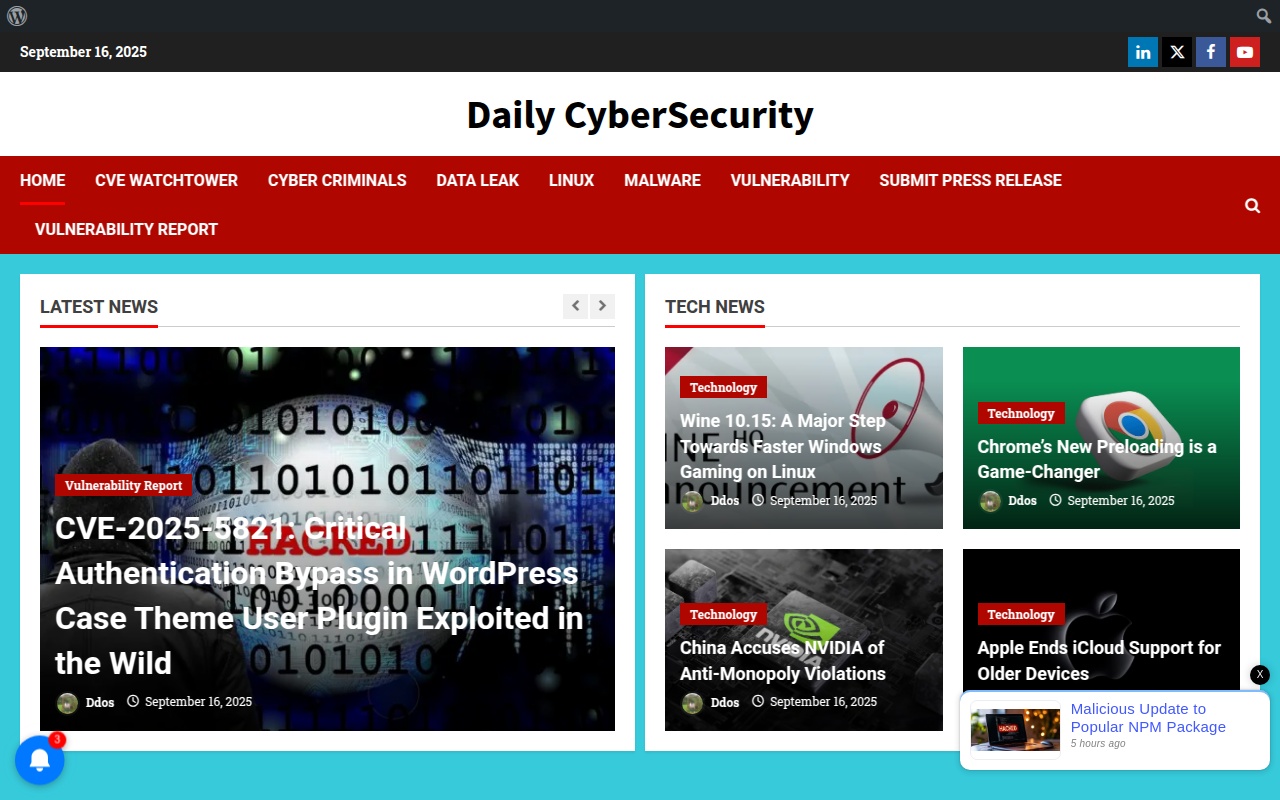 September 16, 2025
Daily CyberSecurity
HOME CVE WATCHTOWER CYBER CRIMINALS DATA LEAK LINUX MALWARE VULNERABILITY SUBMIT PRESS RELEASE
VULNERABILITY REPORT
LATEST NEWS
Vulnerability Report
HACKED
CVE-2025-5821: Critical
Authentication Bypass in WordPress
Case Theme User Plugin Exploited in
the Wild
Ddos September 16, 2025
TECH NEWS
Technology
Wine 10.15: A Major Step
Towards Faster Windows
Gaming on Linux
Ddos September 16, 2025
Technology
Chrome’s New Preloading is a
Game-Changer
Ddos September 16, 2025
Technology
China Accuses NVIDIA of
Anti-Monopoly Violations
Ddos September 16, 2025
Technology
Apple Ends iCloud Support for
Older Devices
X
Malicious Update to
Popular NPM Package
5 hours ago
3